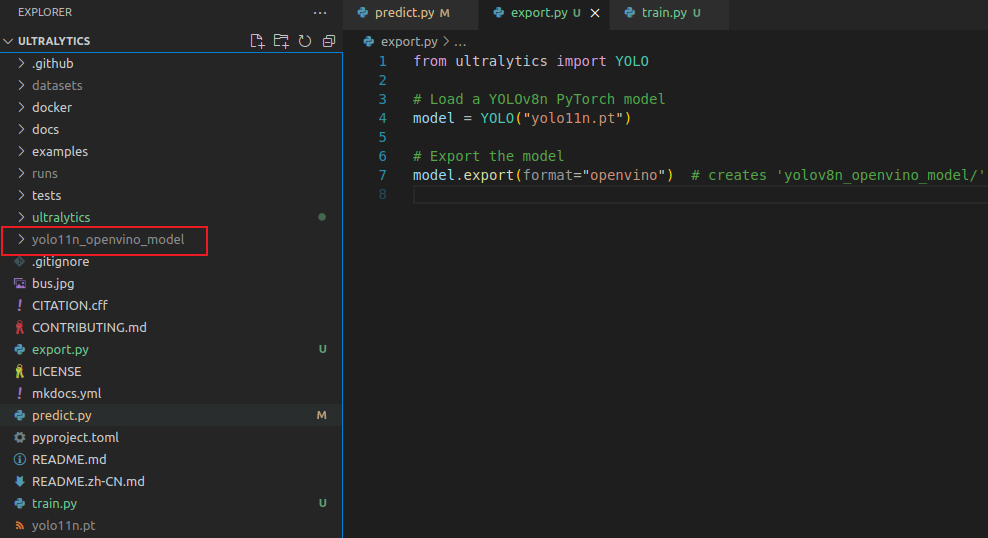 EXPLORER
ULTRALYTICS
.github
datasets
docker
docs
examples
runs
tests
ultralytics
yolo11n_openvino_model
.gitignore
bus.jpg
CITATION.cff
CONTRIBUTING.md
export.py U
LICENSE
mkdocs.yml
predict.py M
pyproject.toml
README.md
README.zh-CN.md
train.py U
yolo11n.pt
predict.py M export.py U train.py U
export.py > ...
1 from ultralytics import YOLO
2
3 # Load a YOLOv8n PyTorch model
4 model = YOLO("yolo11n.pt")
5
6 # Export the model
7 model.export(format="openvino")  # creates 'yolov8n_openvino_model/'
8